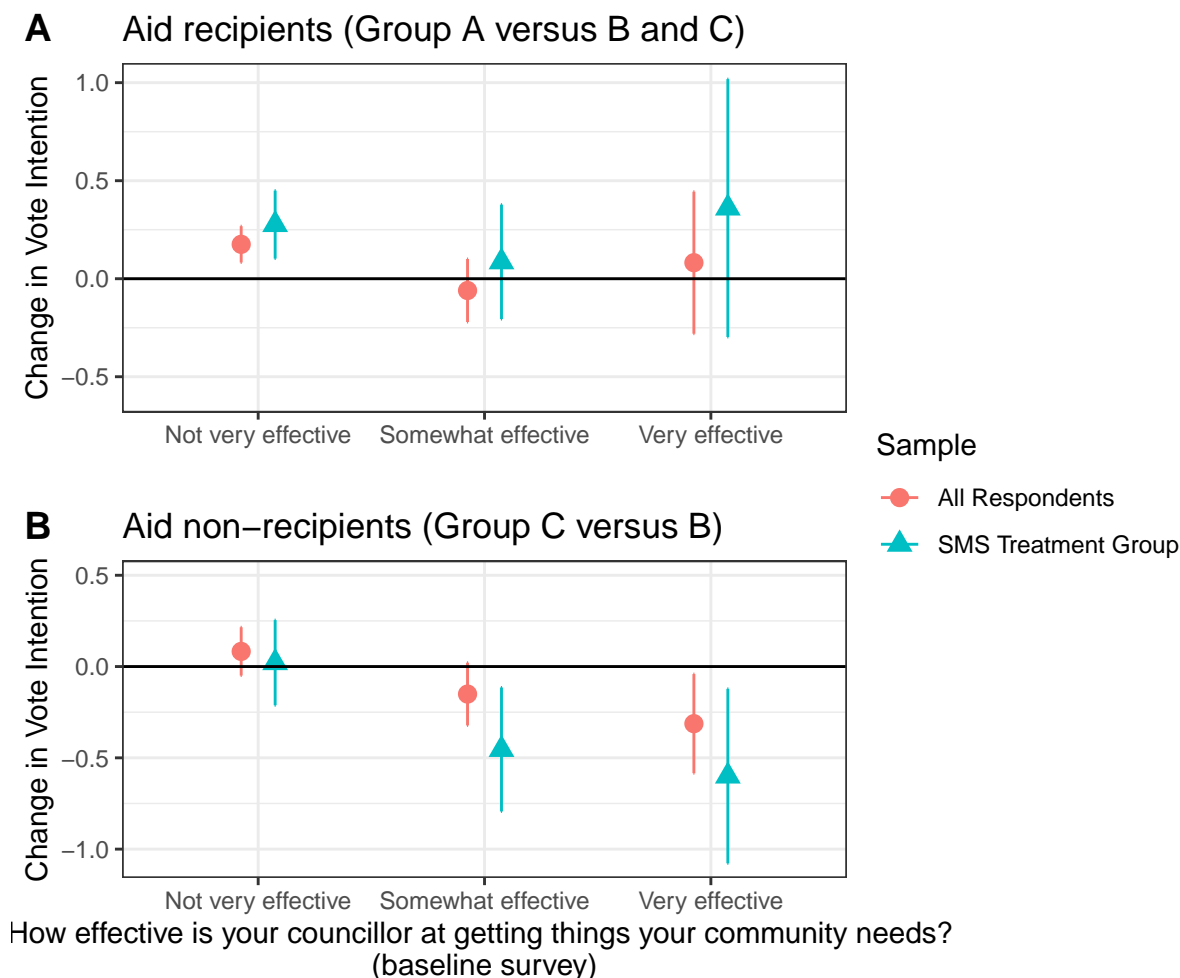 A Aid recipients (Group A versus B and C)
Change in Vote Intention
1.0
0.5
0.0
−0.5
Not very effective Somewhat effective Very effective
Sample
All Respondents
SMS Treatment Group
B Aid non−recipients (Group C versus B)
Change in Vote Intention
0.5
0.0
−0.5
−1.0
Not very effective Somewhat effective Very effective
How effective is your councillor at getting things your community needs?
(baseline survey)